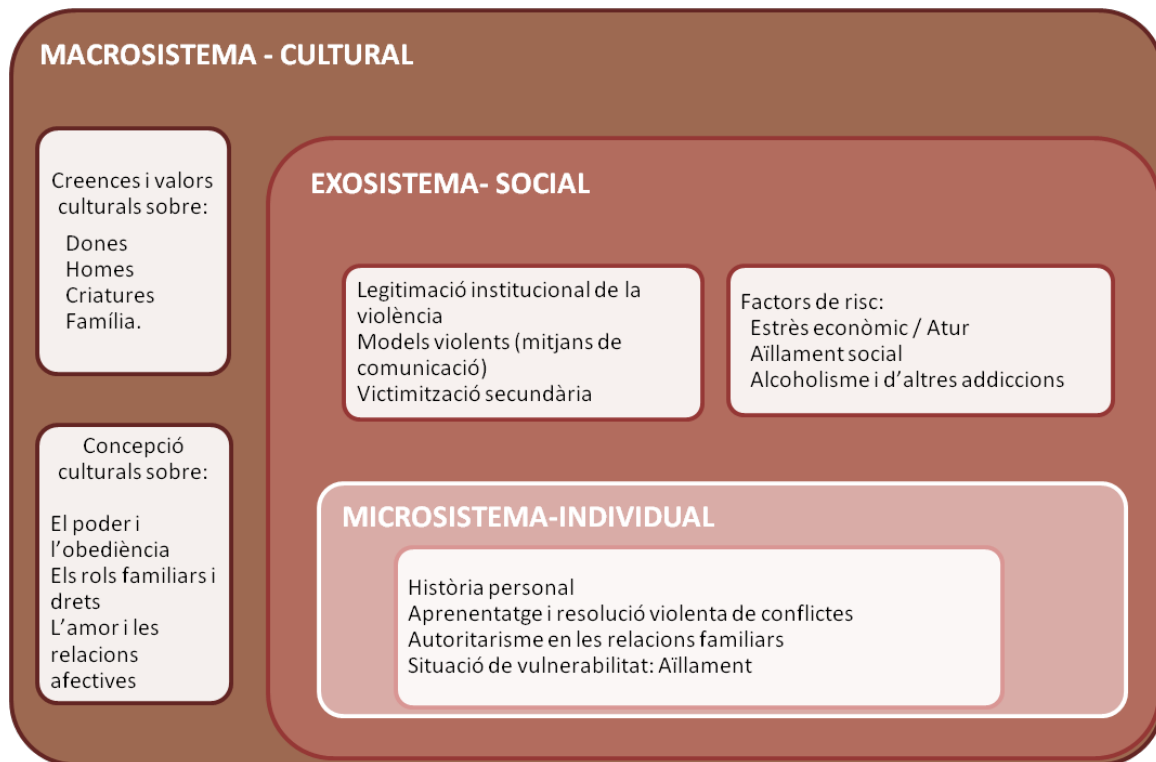 MACROSISTEMA - CULTURAL
Creences i valors
culturals sobre:
Dones
Homes
Criatures
Família.
Concepció
culturals sobre:
El poder i
l'obediència
Els rols familiars i
drets
L'amor i les
relacions
afectives
EXOSISTEMA- SOCIAL
Legitimació institucional de la
violència
Models violents (mitjans de
comunicació)
Victimització secundària
Factors de risc:
Estrès econòmic / Atur
Aïllament social
Alcoholisme i d'altres addiccions
MICROSISTEMA-INDIVIDUAL
Història personal
Aprenentatge i resolució violenta de conflictes
Autoritarisme en les relacions familiars
Situació de vulnerabilitat: Aïllament